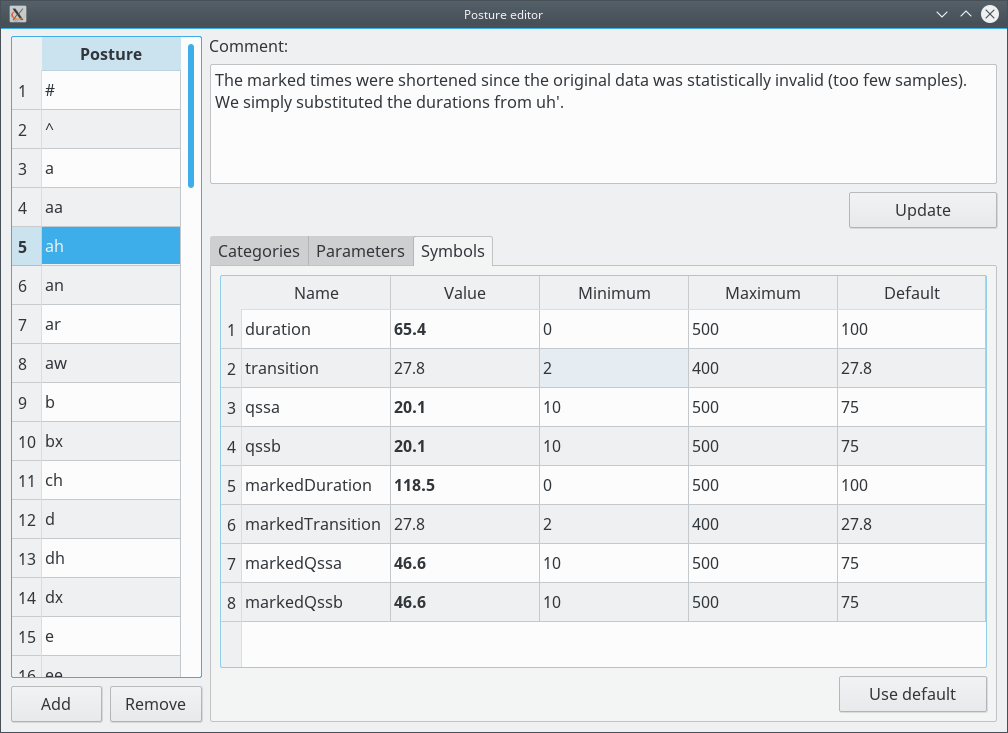 Posture editor
Posture
1 #
2 ^
3 a
4 aa
5 ah
6 an
7 ar
8 aw
9 b
10 bx
11 ch
12 d
13 dh
14 dx
15 e
16 ee
Add Remove
Comment:
The marked times were shortened since the original data was statistically invalid (too few samples).
We simply substituted the durations from uh'.
Update
Categories Parameters Symbols
Name Value Minimum Maximum Default
1 duration 65.4 0 500 100
2 transition 27.8 2 400 27.8
3 qssa 20.1 10 500 75
4 qssb 20.1 10 500 75
5 markedDuration 118.5 0 500 100
6 markedTransition 27.8 2 400 27.8
7 markedQssa 46.6 10 500 75
8 markedQssb 46.6 10 500 75
Use default